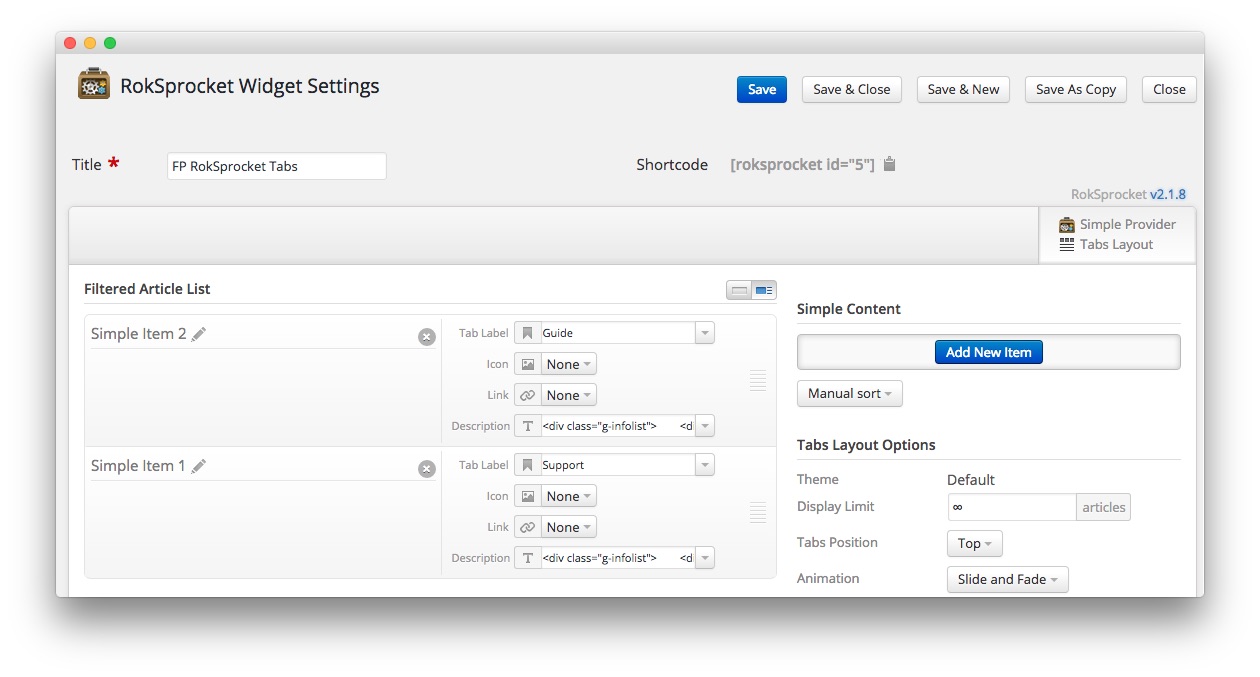 RokSprocket Widget Settings
Save Save & Close Save & New Save As Copy Close
Title * FP RokSprocket Tabs Shortcode [roksprocket id="5"]
RokSprocket v2.1.8
Simple Provider
Tabs Layout
Filtered Article List
Simple Item 2
Tab Label Guide
Icon None
Link None
Description T <div class="g-infolist"> <d
Simple Item 1
Tab Label Support
Icon None
Link None
Description T <div class="g-infolist"> <d
Simple Content
Add New Item
Manual sort
Tabs Layout Options
Theme Default
Display Limit ∞ articles
Tabs Position Top
Animation Slide and Fade